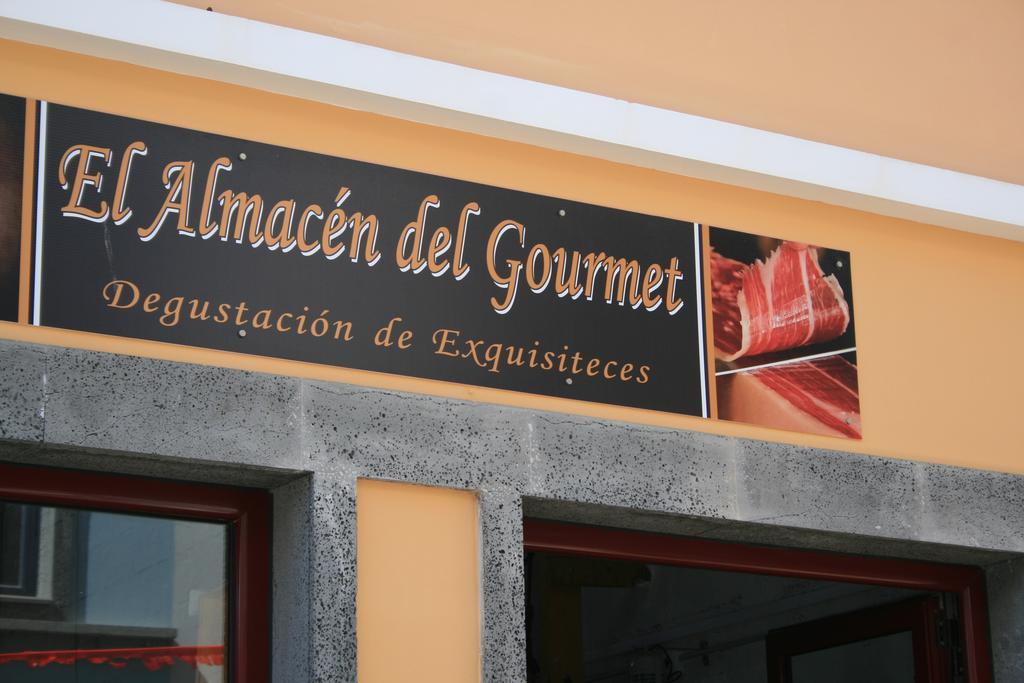 El Almacén del Gourmet
Degustación de Exquisiteces